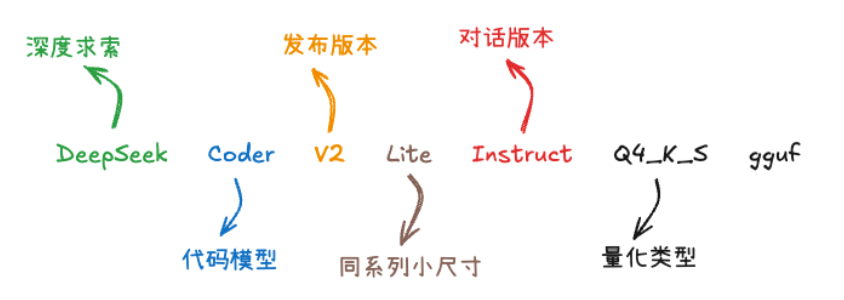 深度求索 发布版本 对话版本
DeepSeek Coder V2 Lite Instruct Q4_K_S gguf
代码模型 同系列小尺寸 量化类型